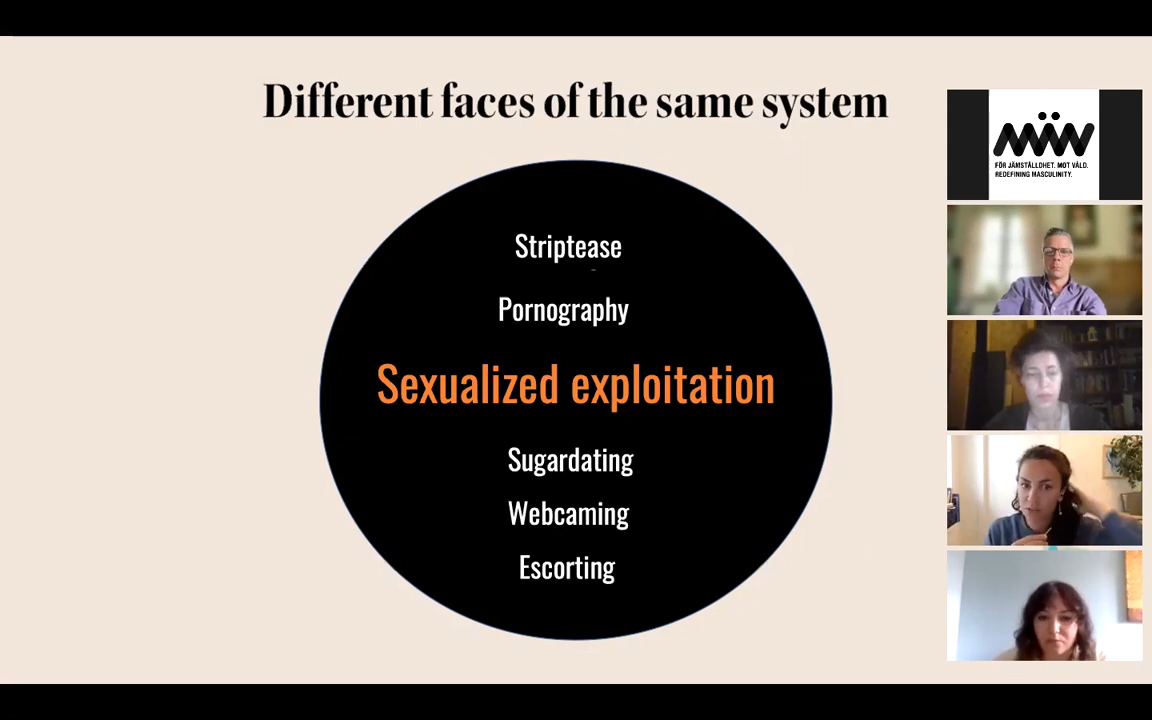 Different faces of the same system
Striptease
Pornography
Sexualized exploitation
Sugardating
Webcaming
Escorting
MÄN
FÖR JÄMSTÄLLDHET. MOT VÅLD.
REDEFINING MASCULINITY.